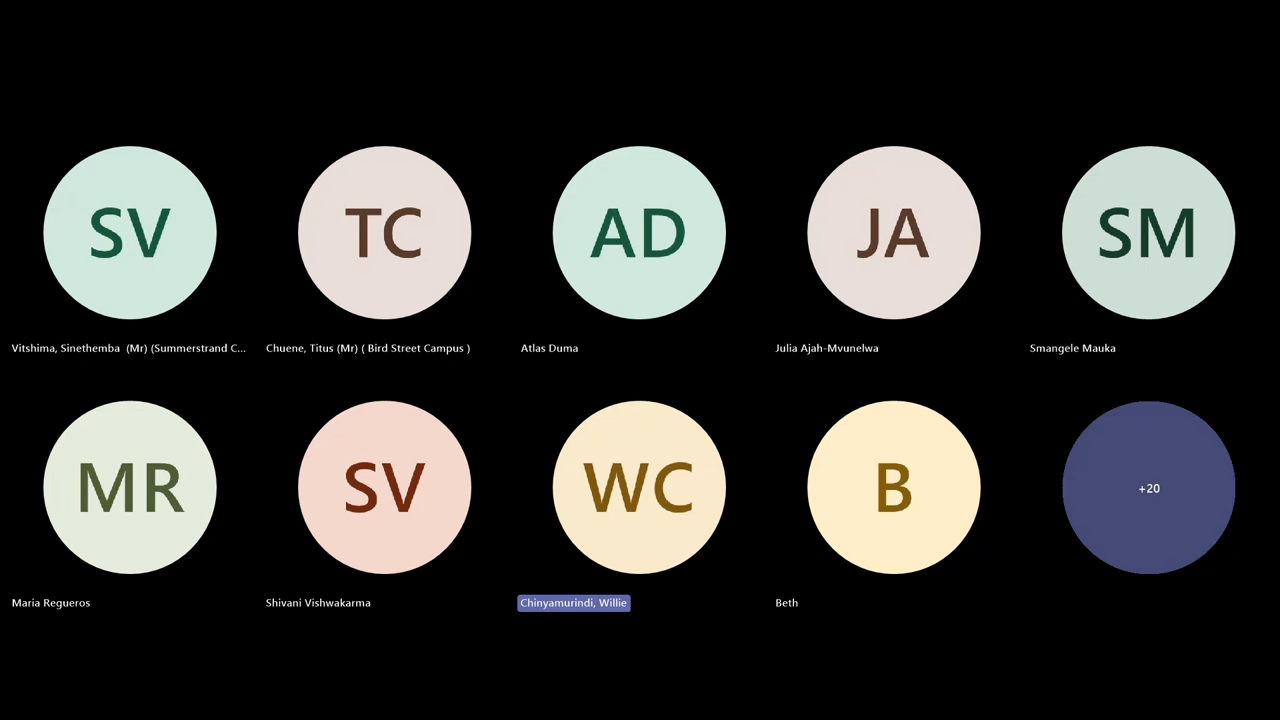 SV
TC
AD
JA
SM
Vitshima, Sinethemba (Mr) (Summerstrand C...
Chuene, Titus (Mr) ( Bird Street Campus )
Atlas Duma
Julia Ajah-Mvunelwa
Smangele Mauka
MR
SV
WC
B
+20
Maria Regueros
Shivani Vishwakarma
Chinyamurindi, Willie
Beth